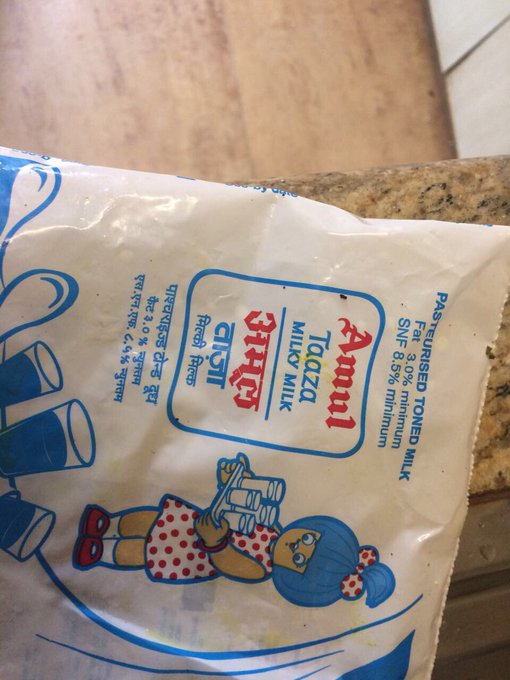 PASTEURISED TONED MILK
Fat 3.0% minimum
SNF 8.5% minimum
Amul
Taaza
MILKY MILK
अमूल
ताज़ा
मिल्की मिल्क
पास्चराइज़्ड टोन्ड दूध
फैट ३.०% न्यूनतम
एस.एन.एफ. ८.५% न्यूनतम